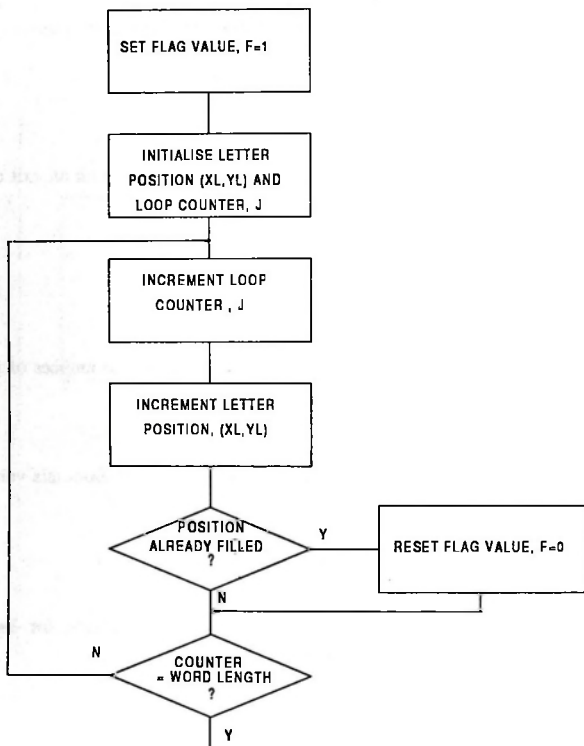 SET FLAG VALUE, F=1
INITIALISE LETTER
POSITION (XL,YL) AND
LOOP COUNTER, J
INCREMENT LOOP
COUNTER , J
INCREMENT LETTER
POSITION, (XL,YL)
POSITION
ALREADY FILLED
?
Y
RESET FLAG VALUE, F=0
N
N
COUNTER
= WORD LENGTH
?
Y